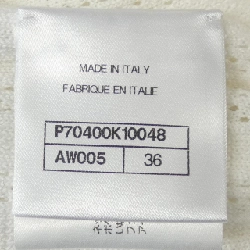 MADE IN ITALY
FABRIQUE EN ITALIE
P70400K10048
AW005 36